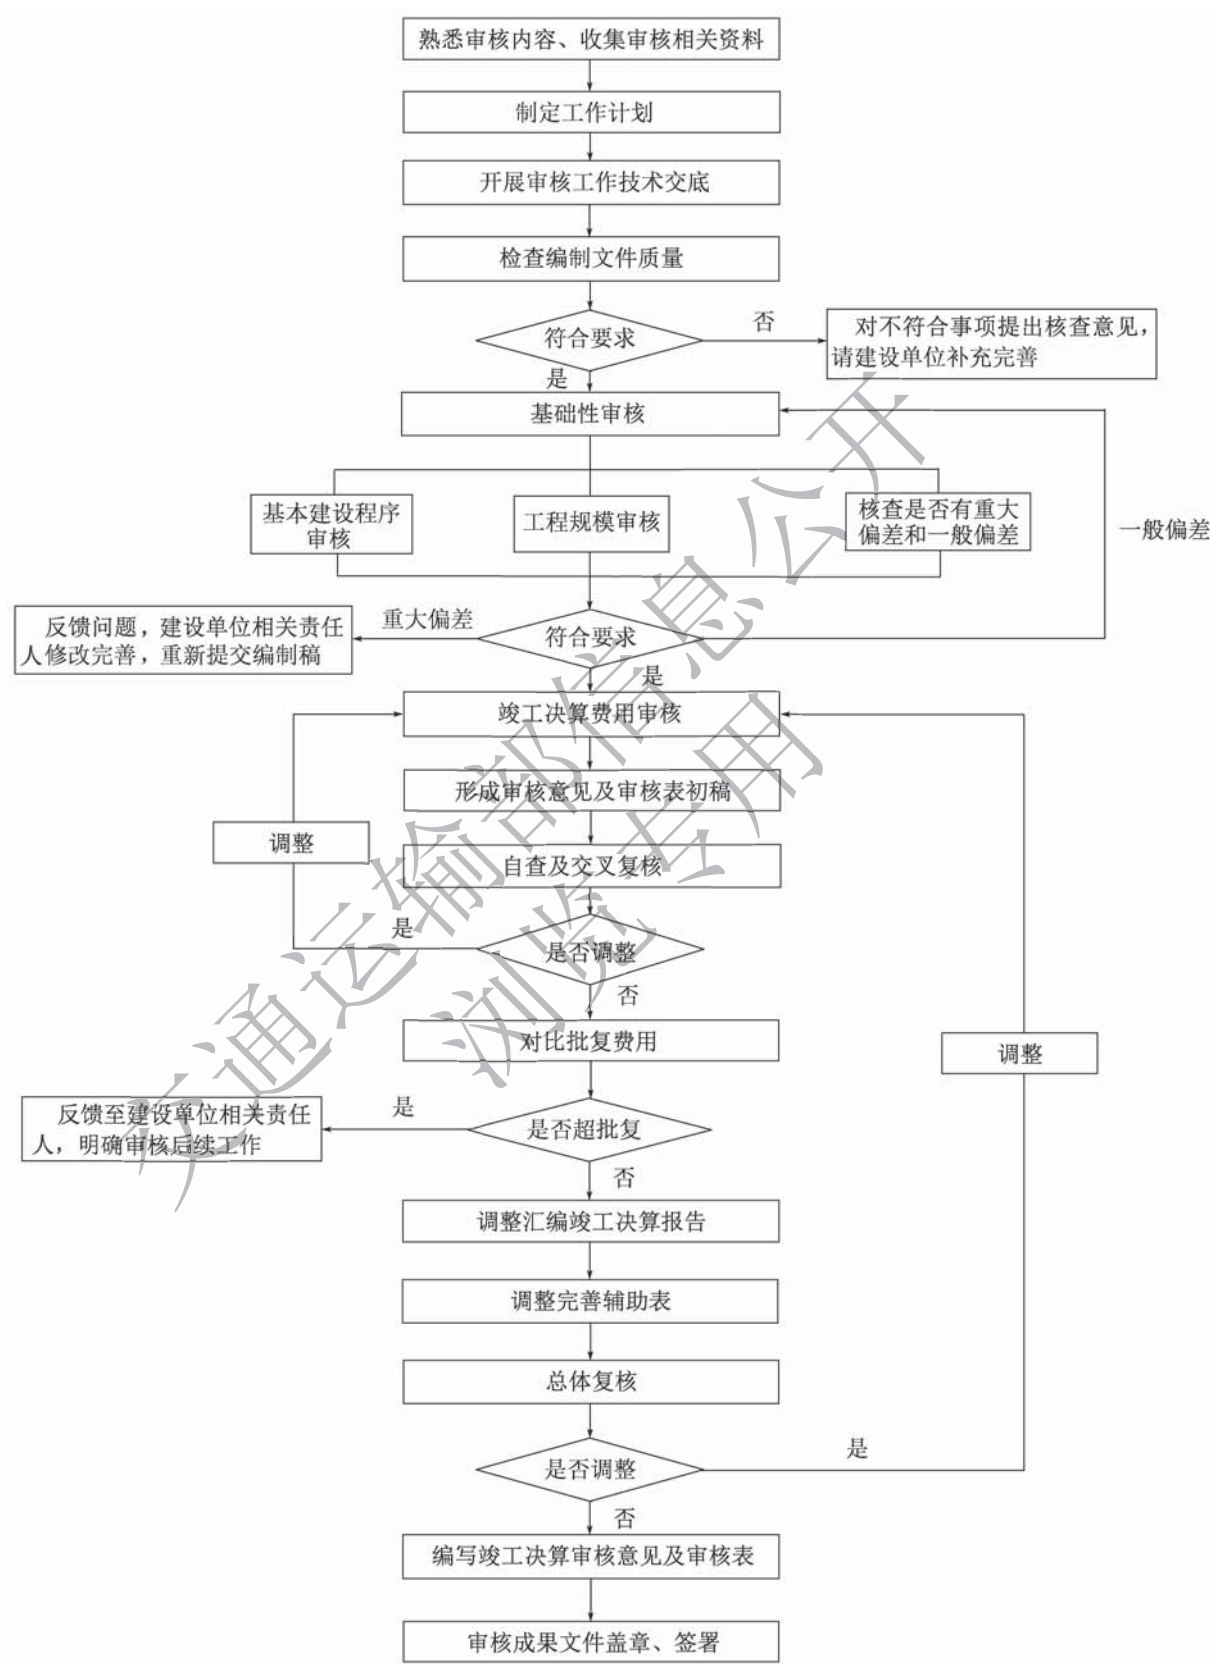 熟悉审核内容、收集审核相关资料
制定工作计划
开展审核工作技术交底
检查编制文件质量
符合要求
否
对不符合事项提出核查意见，
请建设单位补充完善
是
基础性审核
基本建设程序
审核
工程规模审核
核查是否有重大
偏差和一般偏差
一般偏差
反馈问题，建设单位相关责任
人修改完善，重新提交编制稿
重大偏差
符合要求
是
竣工决算费用审核
形成审核意见及审核表初稿
调整
自查及交叉复核
是
是否调整
否
对比批复费用
调整
反馈至建设单位相关责任
人，明确审核后续工作
是
是否超批复
否
调整汇编竣工决算报告
调整完善辅助表
总体复核
是否调整
是
否
编写竣工决算审核意见及审核表
审核成果文件盖章、签署
交通运输部信息公开
浏览专用